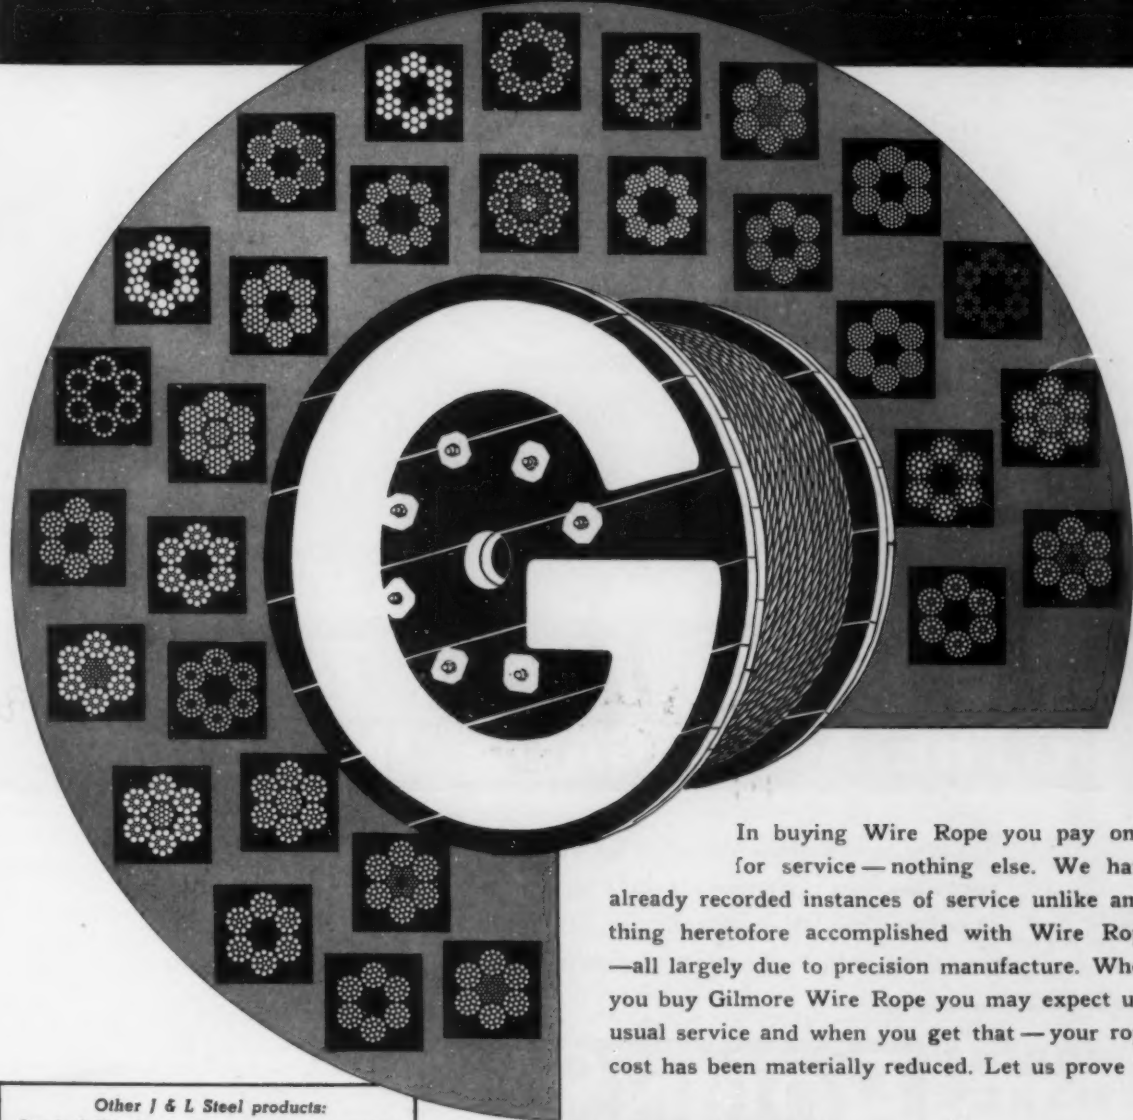 G
In buying Wire Rope you pay on
for service — nothing else. We ha
already recorded instances of service unlike an
thing heretofore accomplished with Wire Ro
—all largely due to precision manufacture. Wh
you buy Gilmore Wire Rope you may expect u
usual service and when you get that — your ro
cost has been materially reduced. Let us prove
Other J & L Steel products: